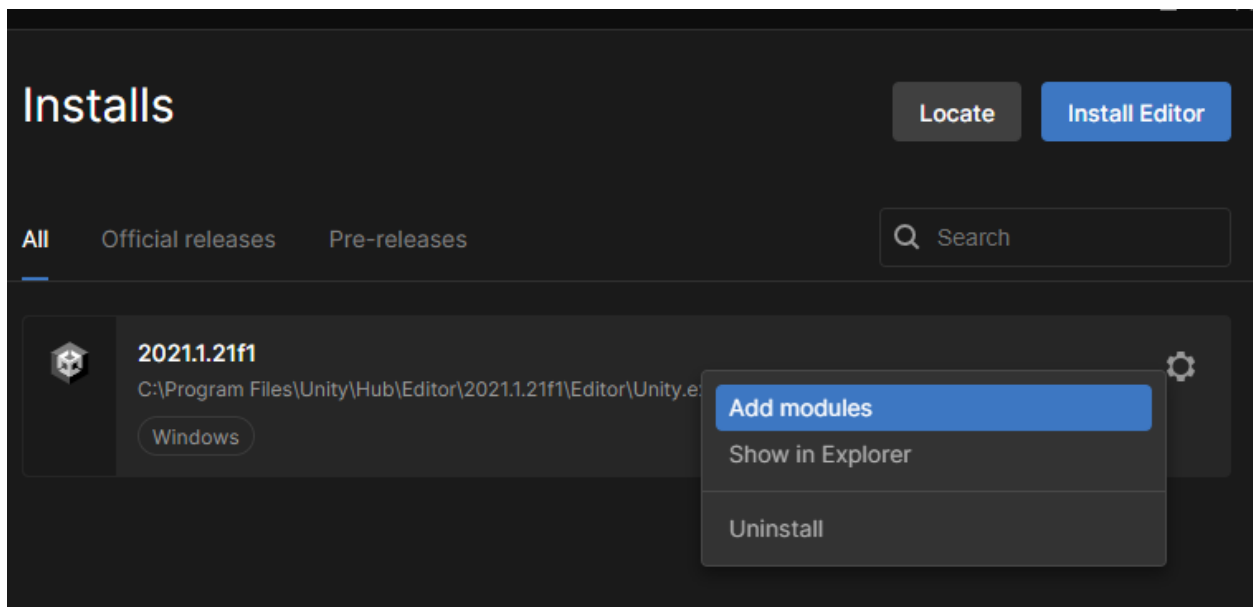 Installs
Locate
Install Editor
All
Official releases
Pre-releases
Search
2021.1.21f1
C:\Program Files\Unity\Hub\Editor\2021.1.21f1\Editor\Unity.e
Windows
Add modules
Show in Explorer
Uninstall